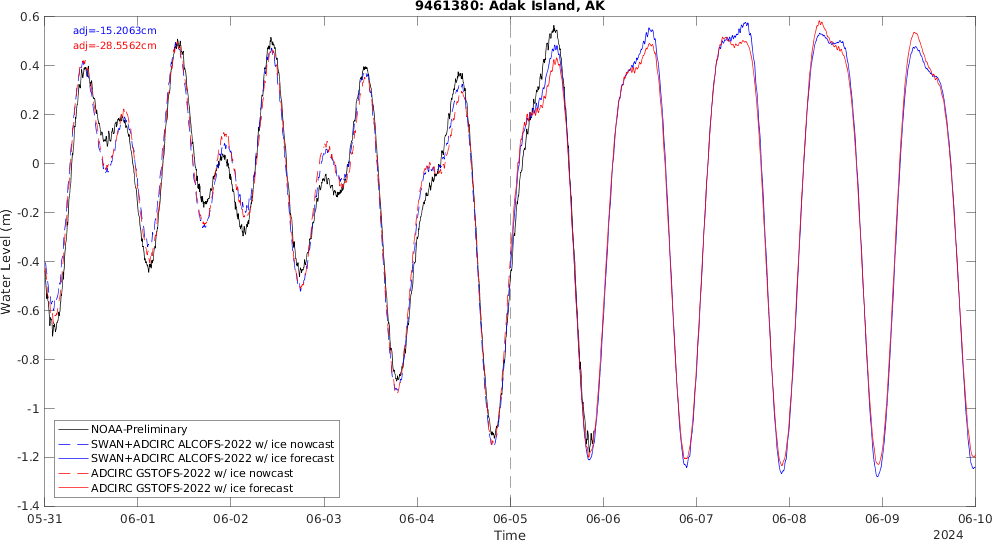 9461380: Adak Island, AK
adj=-15.2063cm
adj=-28.5562cm
Water Level (m)
0.6
0.4
0.2
0
-0.2
-0.4
-0.6
-0.8
-1
-1.2
-1.4
NOAA-Preliminary
SWAN+ADCIRC ALCOFS-2022 w/ ice nowcast
SWAN+ADCIRC ALCOFS-2022 w/ ice forecast
ADCIRC GSTOFS-2022 w/ ice nowcast
ADCIRC GSTOFS-2022 w/ ice forecast
05-31 06-01 06-02 06-03 06-04 06-05 06-06 06-07 06-08 06-09 06-10
Time
2024